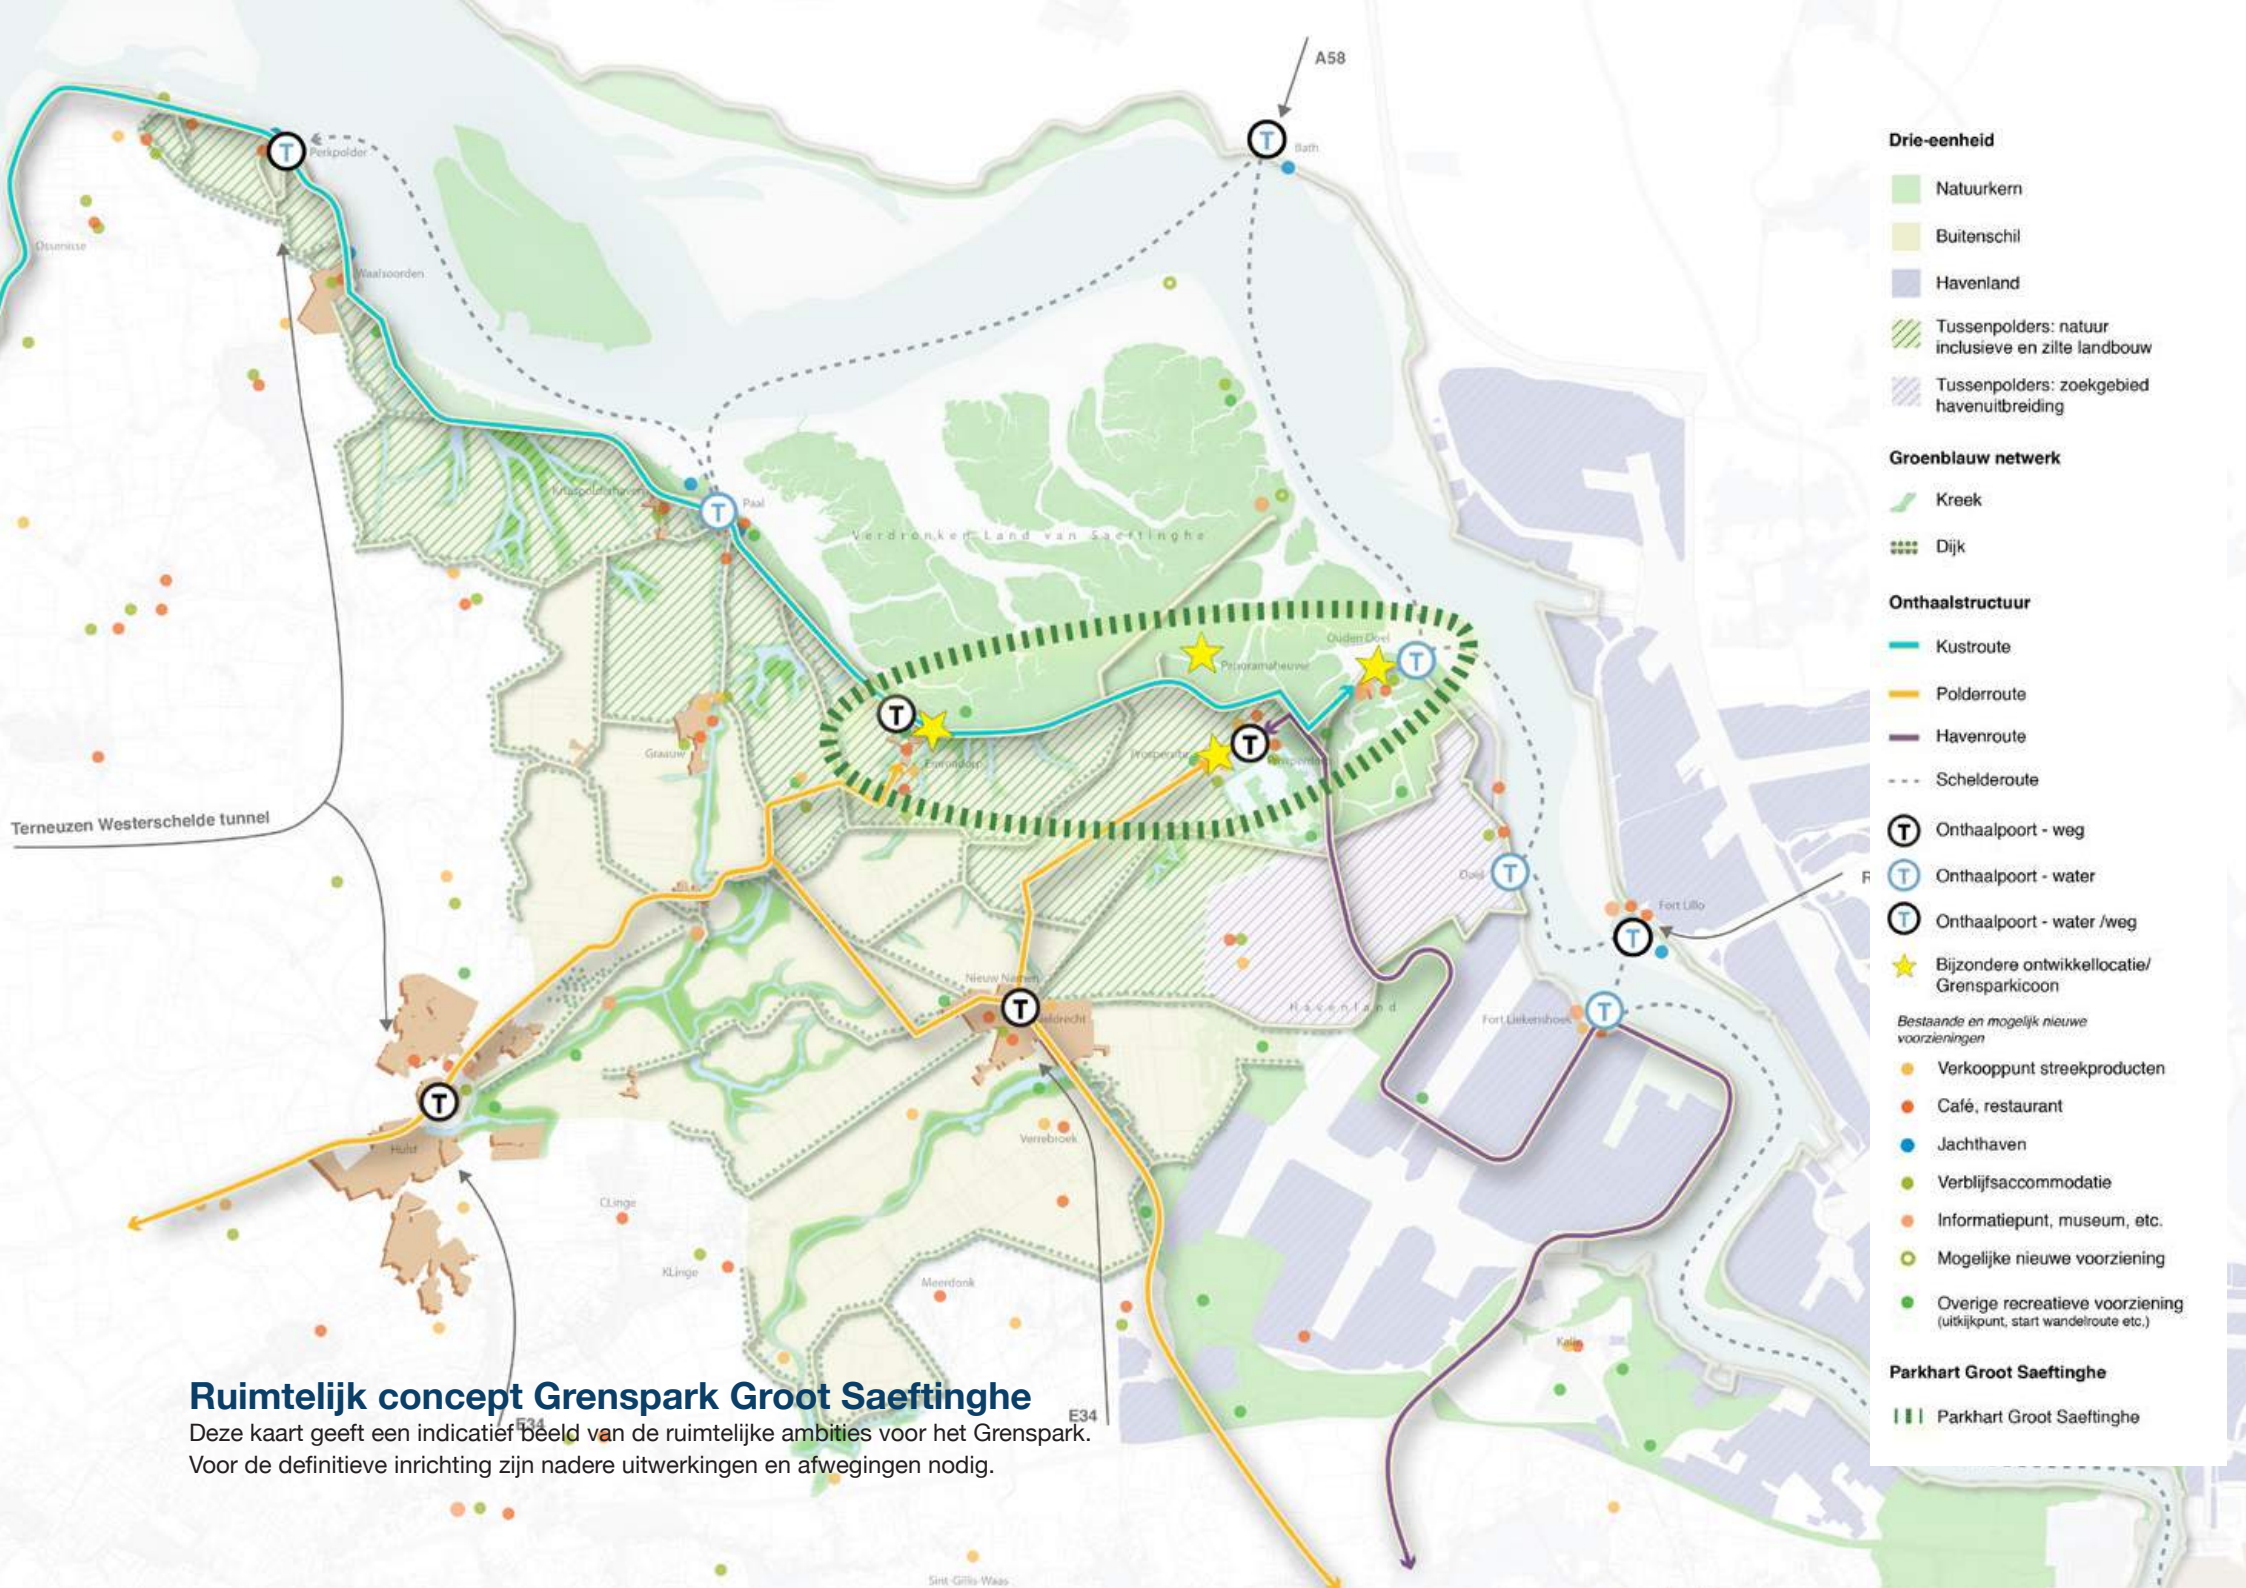 A58
T
Bath
T
Perkpolder
Ossenisse
Waalsoorden
T
Paal
Verdronken Land van Saeftinghe
Ouden Doel
T
Panoramaheuvel
T
Emmadorp
T
Graauw
Terneuzen Westerschelde tunnel
Doel
T
Fort Lillo
T
R
Nieuw Namen
T
Havenland
Fort Liekenshoek
T
T
Hulst
Verrebroek
CLinge
KLinge
Meerdonk
E34
E34
Sint-Gillis-Waas
Ruimtelijk concept Grenspark Groot Saeftinghe
Deze kaart geeft een indicatief beeld van de ruimtelijke ambities voor het Grenspark.
Voor de definitieve inrichting zijn nadere uitwerkingen en afwegingen nodig.
Drie-eenheid
Natuurkern
Buitenschil
Havenland
Tussenpolders: natuur
inclusieve en zilte landbouw
Tussenpolders: zoekgebied
havenuitbreiding
Groenblauw netwerk
Kreek
Dijk
Onthaalstructuur
Kustroute
Polderroute
Havenroute
Schelderoute
T Onthaalpoort - weg
T Onthaalpoort - water
T Onthaalpoort - water /weg
Bijzondere ontwikkellocatie/
Grensparkicoon
Bestaande en mogelijk nieuwe
voorzieningen
Verkooppunt streekproducten
Café, restaurant
Jachthaven
Verblijfsaccommodatie
Informatiepunt, museum, etc.
Mogelijke nieuwe voorziening
Overige recreatieve voorziening
(uitkijkpunt, start wandelroute etc.)
Parkhart Groot Saeftinghe
Parkhart Groot Saeftinghe